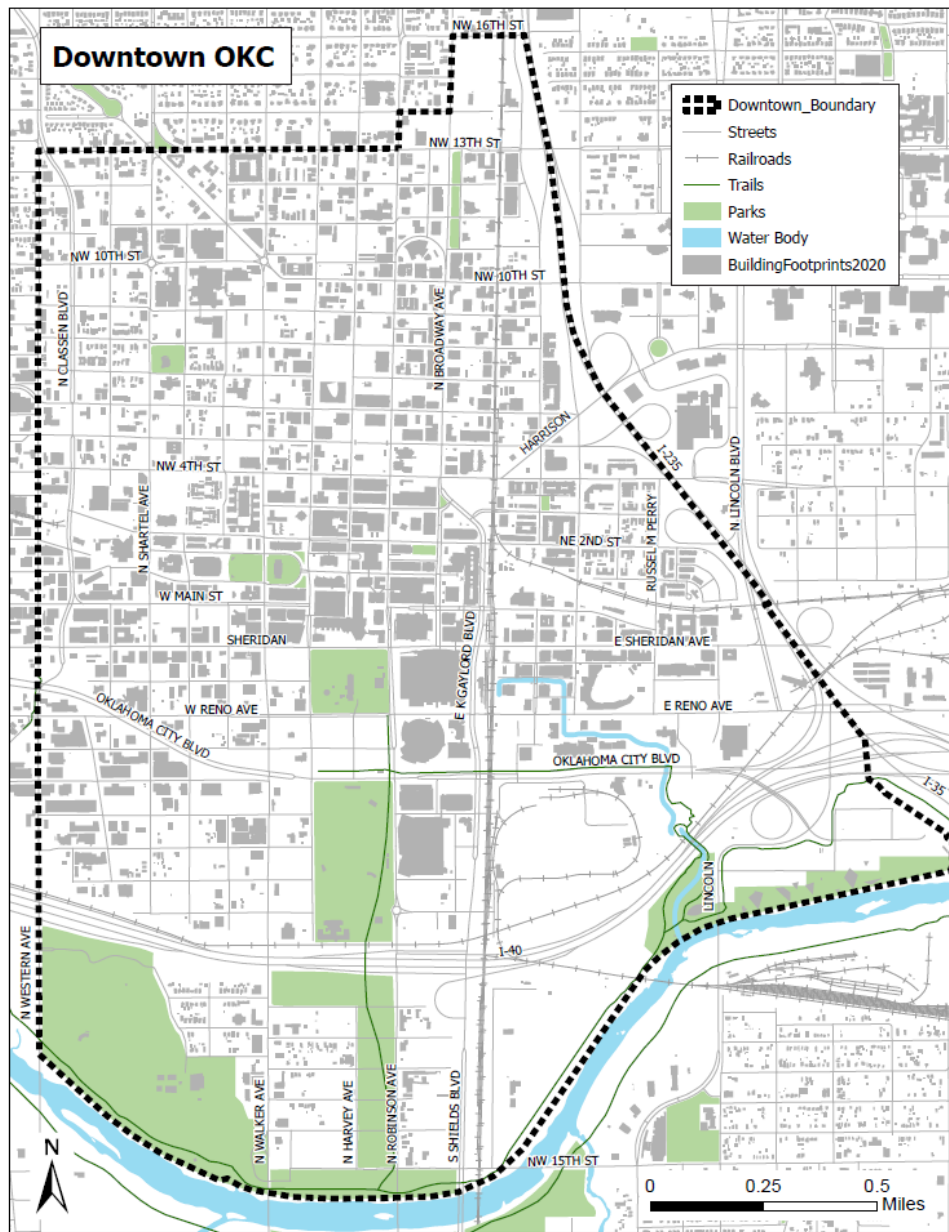 NW 16TH ST
Downtown OKC
Downtown_Boundary
Streets
Railroads
Trails
Parks
Water Body
BuildingFootprints2020
NW 13TH ST
NW 10TH ST
NW 10TH ST
N CLASSEN BLVD
N BROADWAY AVE
HARRISON
I-235
N LINCOLN BLVD
NW 4TH ST
N SHARTEL AVE
RUSSEL M PERRY
NE 2ND ST
W MAIN ST
SHERIDAN
E SHERIDAN AVE
E K GAYLORD BLVD
W RENO AVE
E RENO AVE
OKLAHOMA CITY BLVD
OKLAHOMA CITY BLVD
I-35
LINCOLN
I-40
N WESTERN AVE
N WALKER AVE
N HARVEY AVE
N ROBINSON AVE
S SHIELDS BLVD
NW 15TH ST
N
0 0.25 0.5
Miles